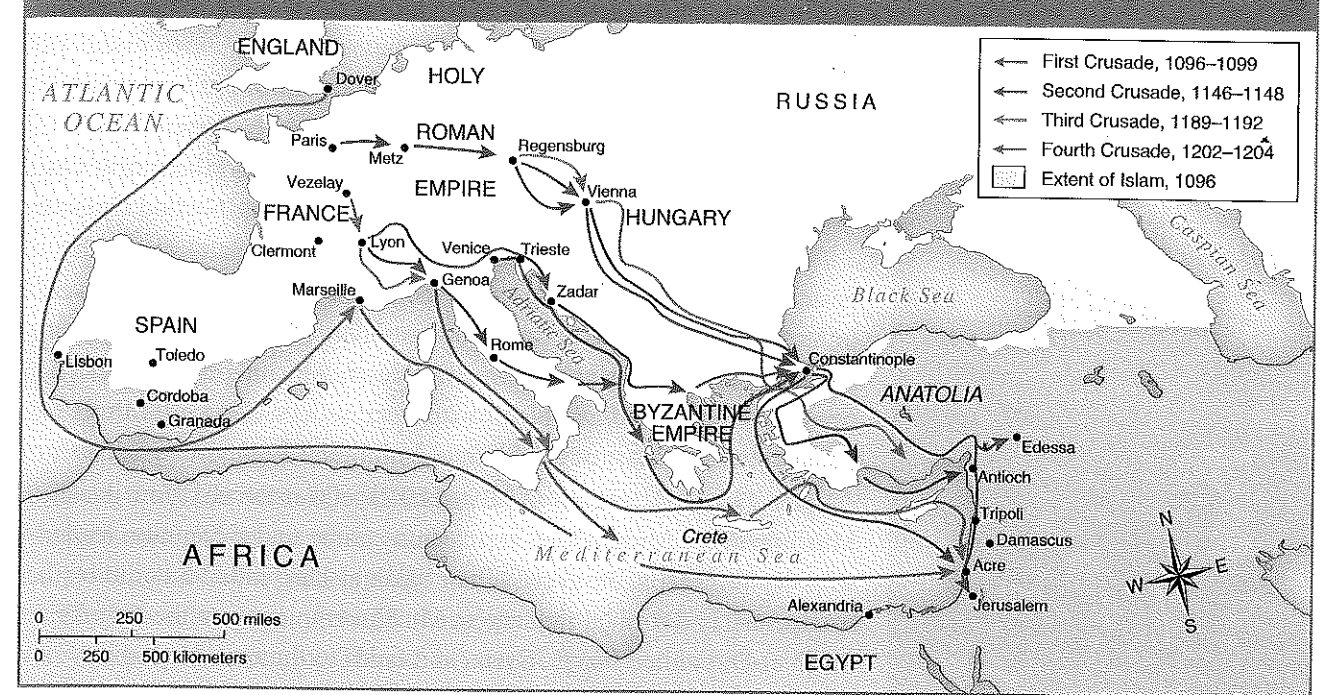 ENGLAND
Dover
HOLY
ATLANTIC
OCEAN
RUSSIA
First Crusade, 1096–1099
Second Crusade, 1146–1148
Third Crusade, 1189–1192
Fourth Crusade, 1202–1204
Extent of Islam, 1096
Paris
Metz
ROMAN
Regensburg
Vezelay
EMPIRE
Vienna
FRANCE
HUNGARY
Clermont
Lyon
Venice
Trieste
Caspian
Sea
Marseille
Genoa
Zadar
Adriatic Sea
Black Sea
SPAIN
Rome
Lisbon
Toledo
Constantinople
Cordoba
ANATOLIA
Granada
BYZANTINE
EMPIRE
Edessa
Antioch
Tripoli
Crete
Damascus
AFRICA
Mediterranean Sea
Acre
N
W
E
S
Alexandria
Jerusalem
0 250 500 miles
0 250 500 kilometers
EGYPT